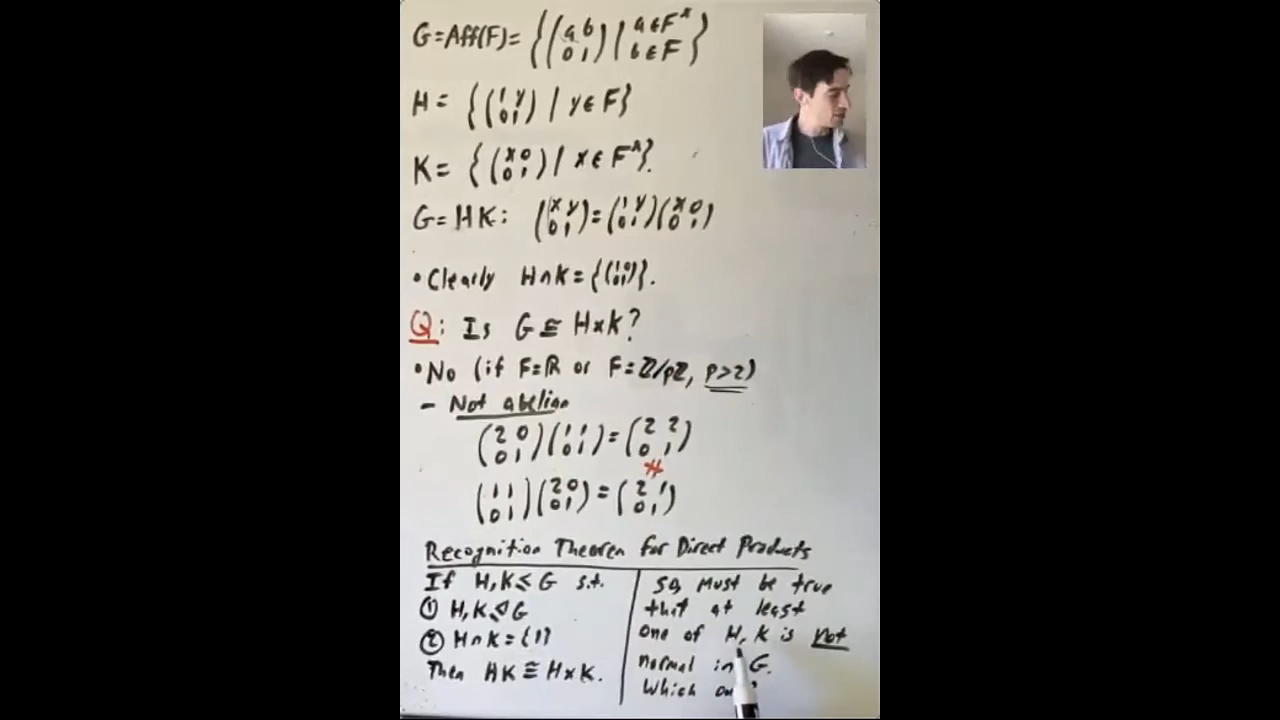 G=Aff(F)= {(a b 0 1) | a∈F^x b∈F}
H= {(1 y 0 1) | y∈F}
K= {(x 0 0 1) | x∈F^x}.
G=HK: (x y 0 1)=(1 y 0 1)(x 0 0 1)
•Clearly H∩K={(1 0 0 1)}.
Q: Is G≅H×K?
•No (if F=ℝ or F=ℤ/pℤ, p>2)
- Not abelian
(2 0 0 1)(1 1 0 1)=(2 2 0 1)
≠
(1 1 0 1)(2 0 0 1)=(2 1 0 1)
Recognition Theorem for Direct Products
If H,K≤G s.t.
① H,K⊴G
② H∩K={1}
Then HK≅H×K.
So, must be true
that at least
one of H,K is not
normal in G.
Which